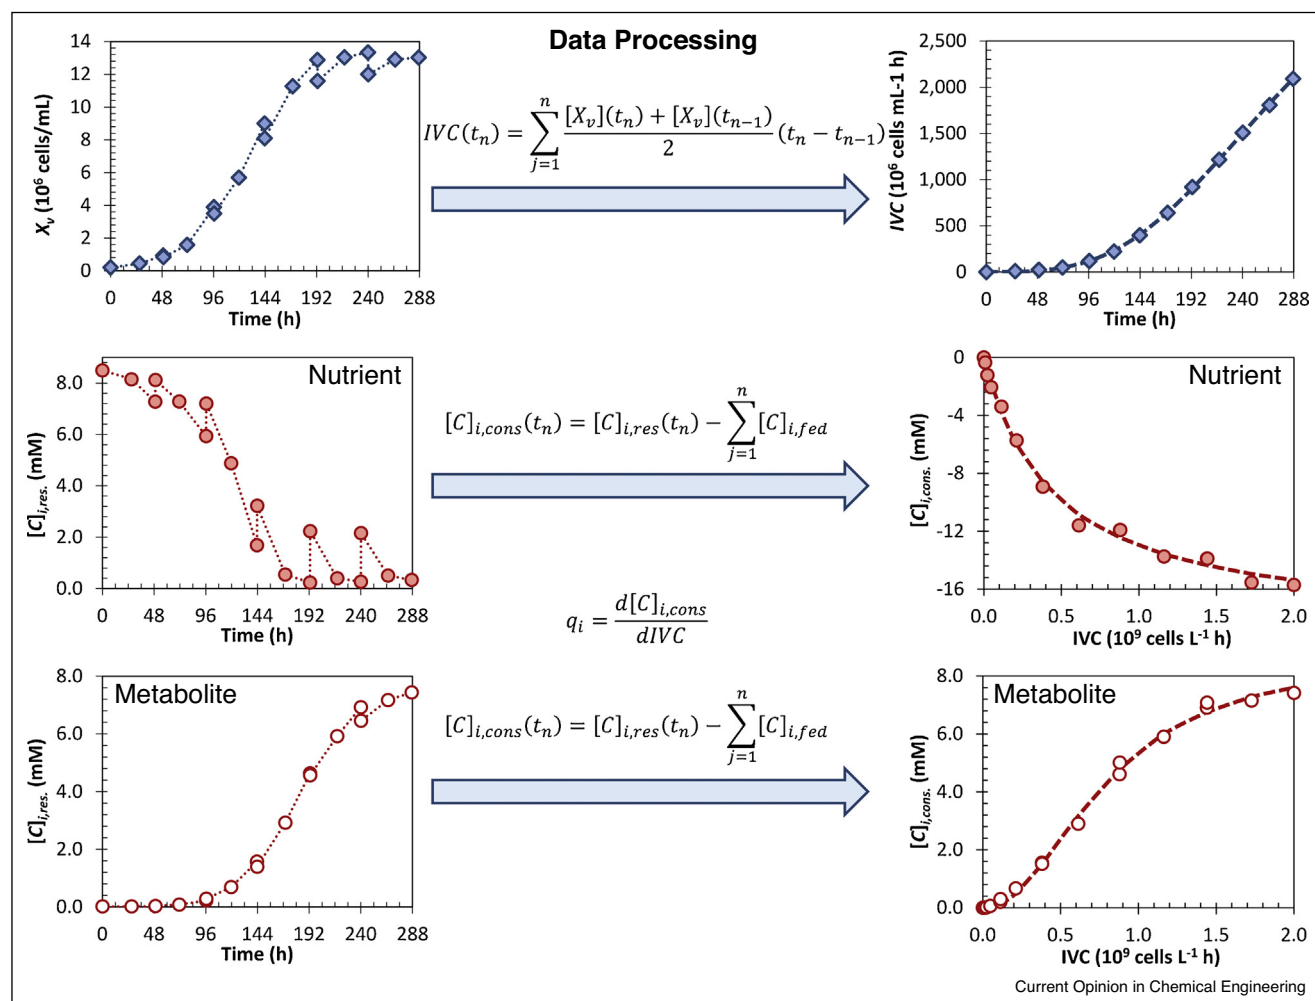 Data Processing
14
12
10
8
6
4
2
0
X_v (10^6 cells/mL)
0 48 96 144 192 240 288
Time (h)
IVC(t_n) = \sum_{j=1}^{n} \frac{[X_v](t_n) + [X_v](t_{n-1})}{2} (t_n − t_{n−1})
2,500
2,000
1,500
1,000
500
0
IVC (10^6 cells mL-1 h)
0 48 96 144 192 240 288
Time (h)
Nutrient
8.0
6.0
4.0
2.0
0.0
[C]_{i,res.} (mM)
0 48 96 144 192 240 288
Time (h)
[C]_{i,cons}(t_n) = [C]_{i,res}(t_n) − \sum_{j=1}^{n} [C]_{i,fed}
Nutrient
0
-4
-8
-12
-16
[C]_{i,cons.} (mM)
0.0 0.5 1.0 1.5 2.0
IVC (10^9 cells L^-1 h)
q_i = \frac{d[C]_{i,cons}}{dIVC}
Metabolite
8.0
6.0
4.0
2.0
0.0
[C]_{i,res.} (mM)
0 48 96 144 192 240 288
Time (h)
[C]_{i,cons}(t_n) = [C]_{i,res}(t_n) − \sum_{j=1}^{n} [C]_{i,fed}
Metabolite
8.0
6.0
4.0
2.0
0.0
[C]_{i,cons.} (mM)
0.0 0.5 1.0 1.5 2.0
IVC (10^9 cells L^-1 h)
Current Opinion in Chemical Engineering